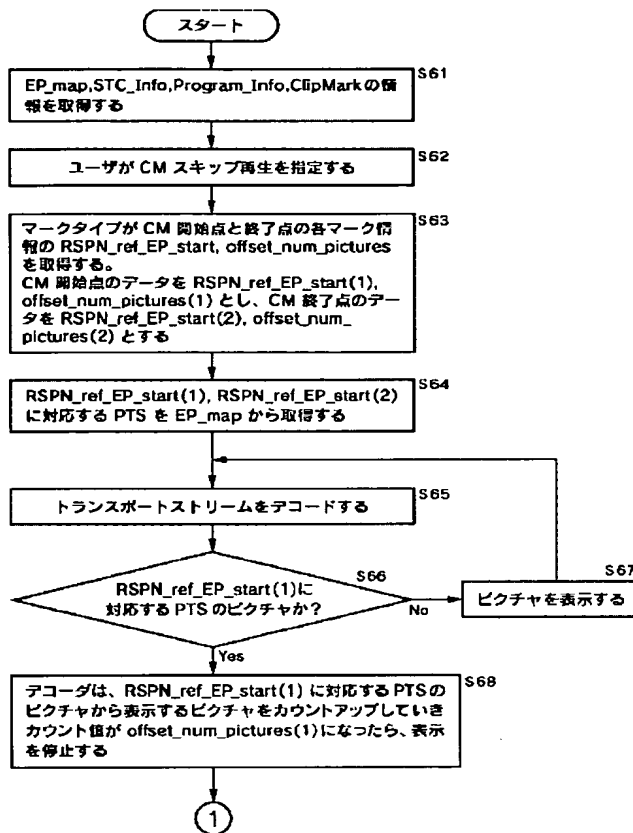 スタート
S61
EP_map,STC_Info,Program_Info,ClipMarkの情
報を取得する
S62
ユーザが CM スキップ再生を指定する
S63
マークタイプが CM 開始点と終了点の各マーク情
報の RSPN_ref_EP_start, offset_num_pictures
を取得する。
CM 開始点のデータを RSPN_ref_EP_start(1),
offset_num_pictures(1) とし、CM 終了点のデー
タを RSPN_ref_EP_start(2), offset_num_
pictures(2) とする
S64
RSPN_ref_EP_start(1), RSPN_ref_EP_start(2)
に対応する PTS を EP_map から取得する
S65
トランスポートストリームをデコードする
S66
RSPN_ref_EP_start(1)に
対応する PTS のピクチャか?
No
S67
ピクチャを表示する
Yes
S68
デコーダは、RSPN_ref_EP_start(1) に対応する PTSの
ピクチャから表示するピクチャをカウントアップしていき
カウント値が offset_num_pictures(1)になったら、表示
を停止する
1